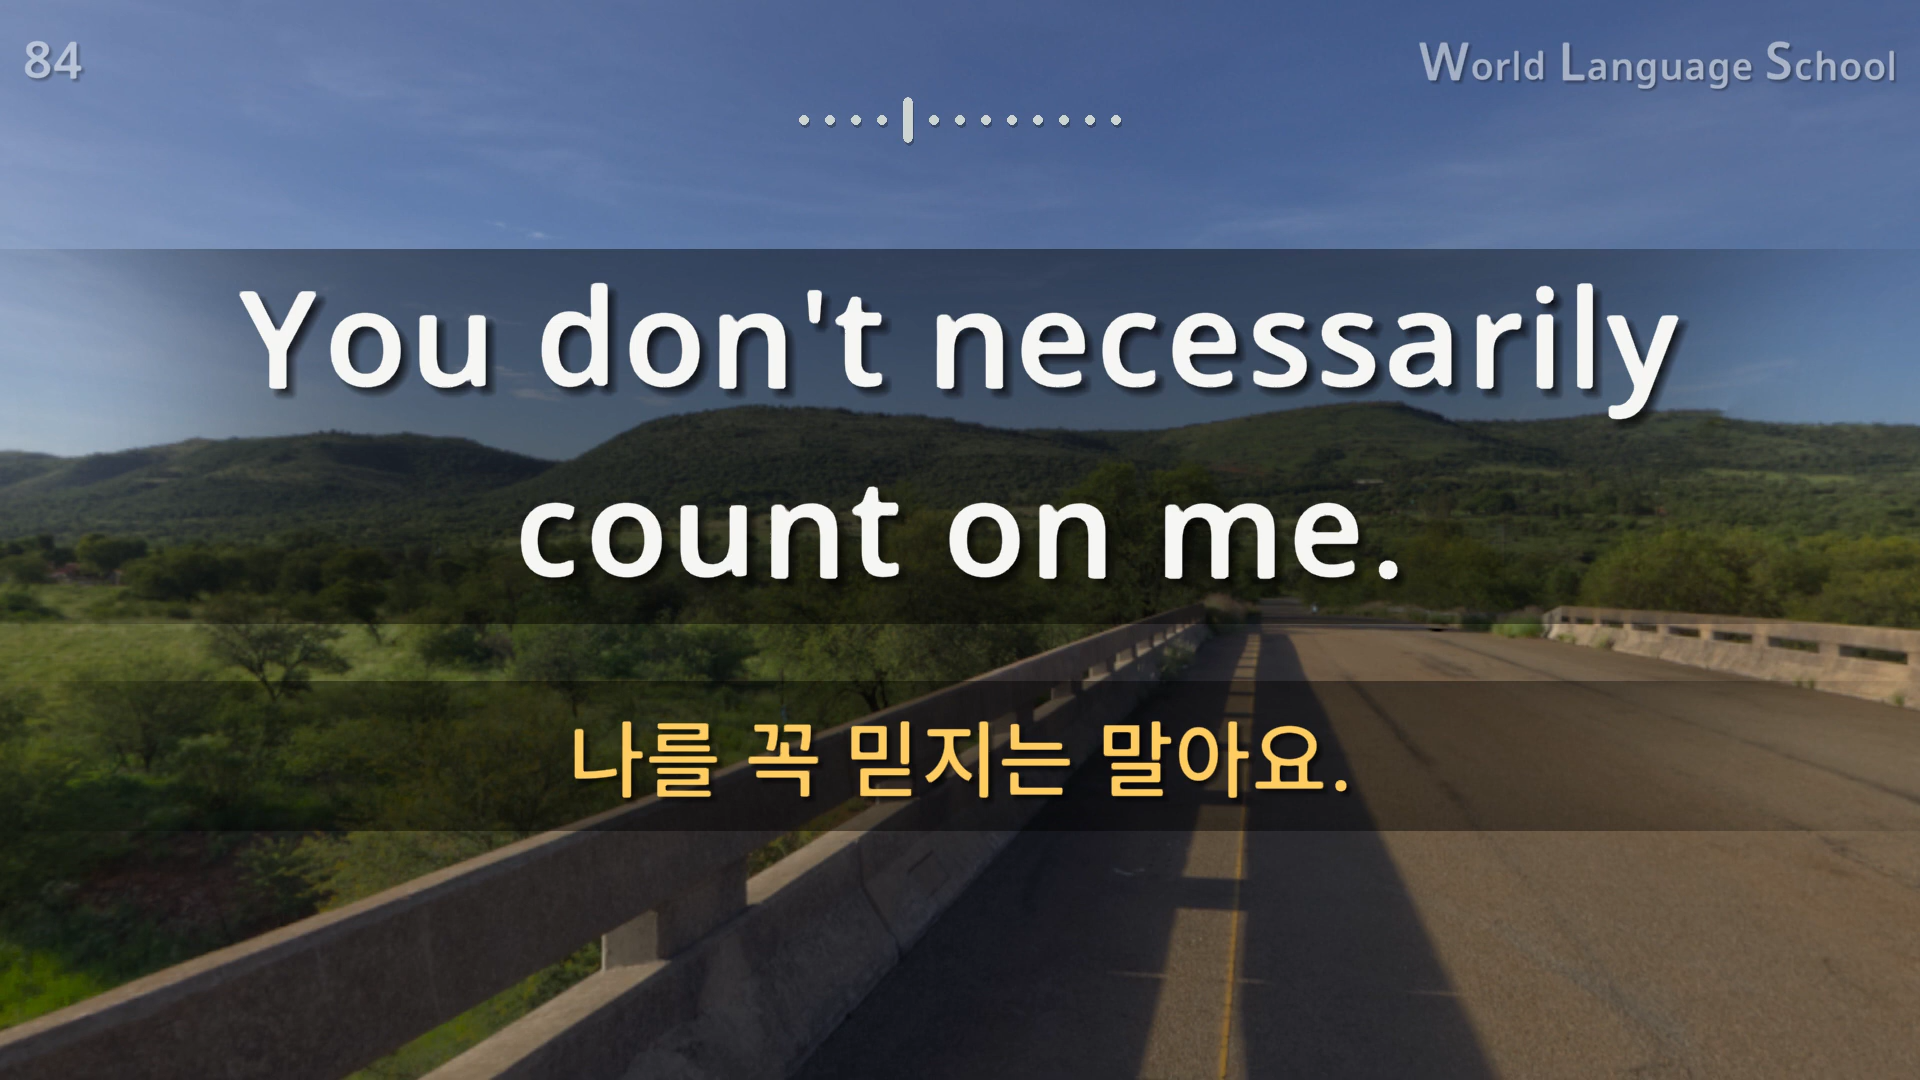 84
World Language School
You don't necessarily
count on me.
나를 꼭 믿지는 말아요.